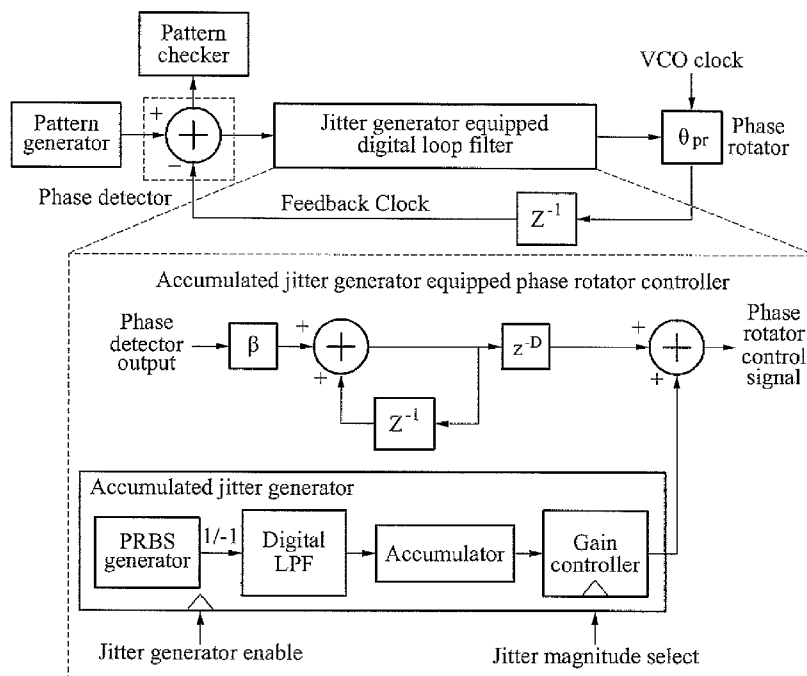 Pattern
checker
VCO clock
Pattern
generator
+
−
Jitter generator equipped
digital loop filter
θpr
Phase
rotator
Phase detector
Feedback Clock
Z-1
Accumulated jitter generator equipped phase rotator controller
Phase
detector
output
β
+
+
z-D
Z-1
+
+
Phase
rotator
control
signal
Accumulated jitter generator
PRBS
generator
1/-1
Digital
LPF
Accumulator
Gain
controller
Jitter generator enable
Jitter magnitude select